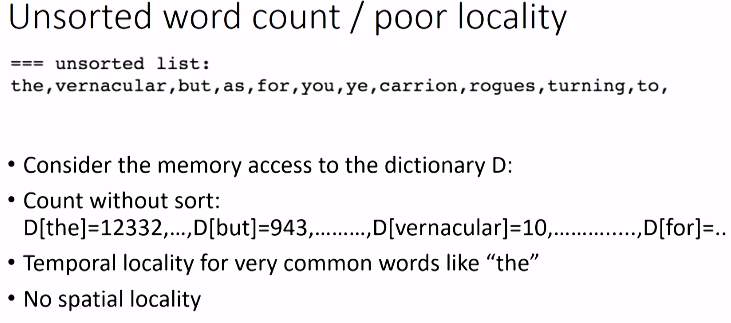 Unsorted word count / poor locality
=== unsorted list:
the,vernacular,but,as,for,you,ye,carrion,rogues,turning,to,
• Consider the memory access to the dictionary D:
• Count without sort:
D[the]=12332,...,D[but]=943,.........,D[vernacular]=10,..............,D[for]=..
• Temporal locality for very common words like “the”
• No spatial locality